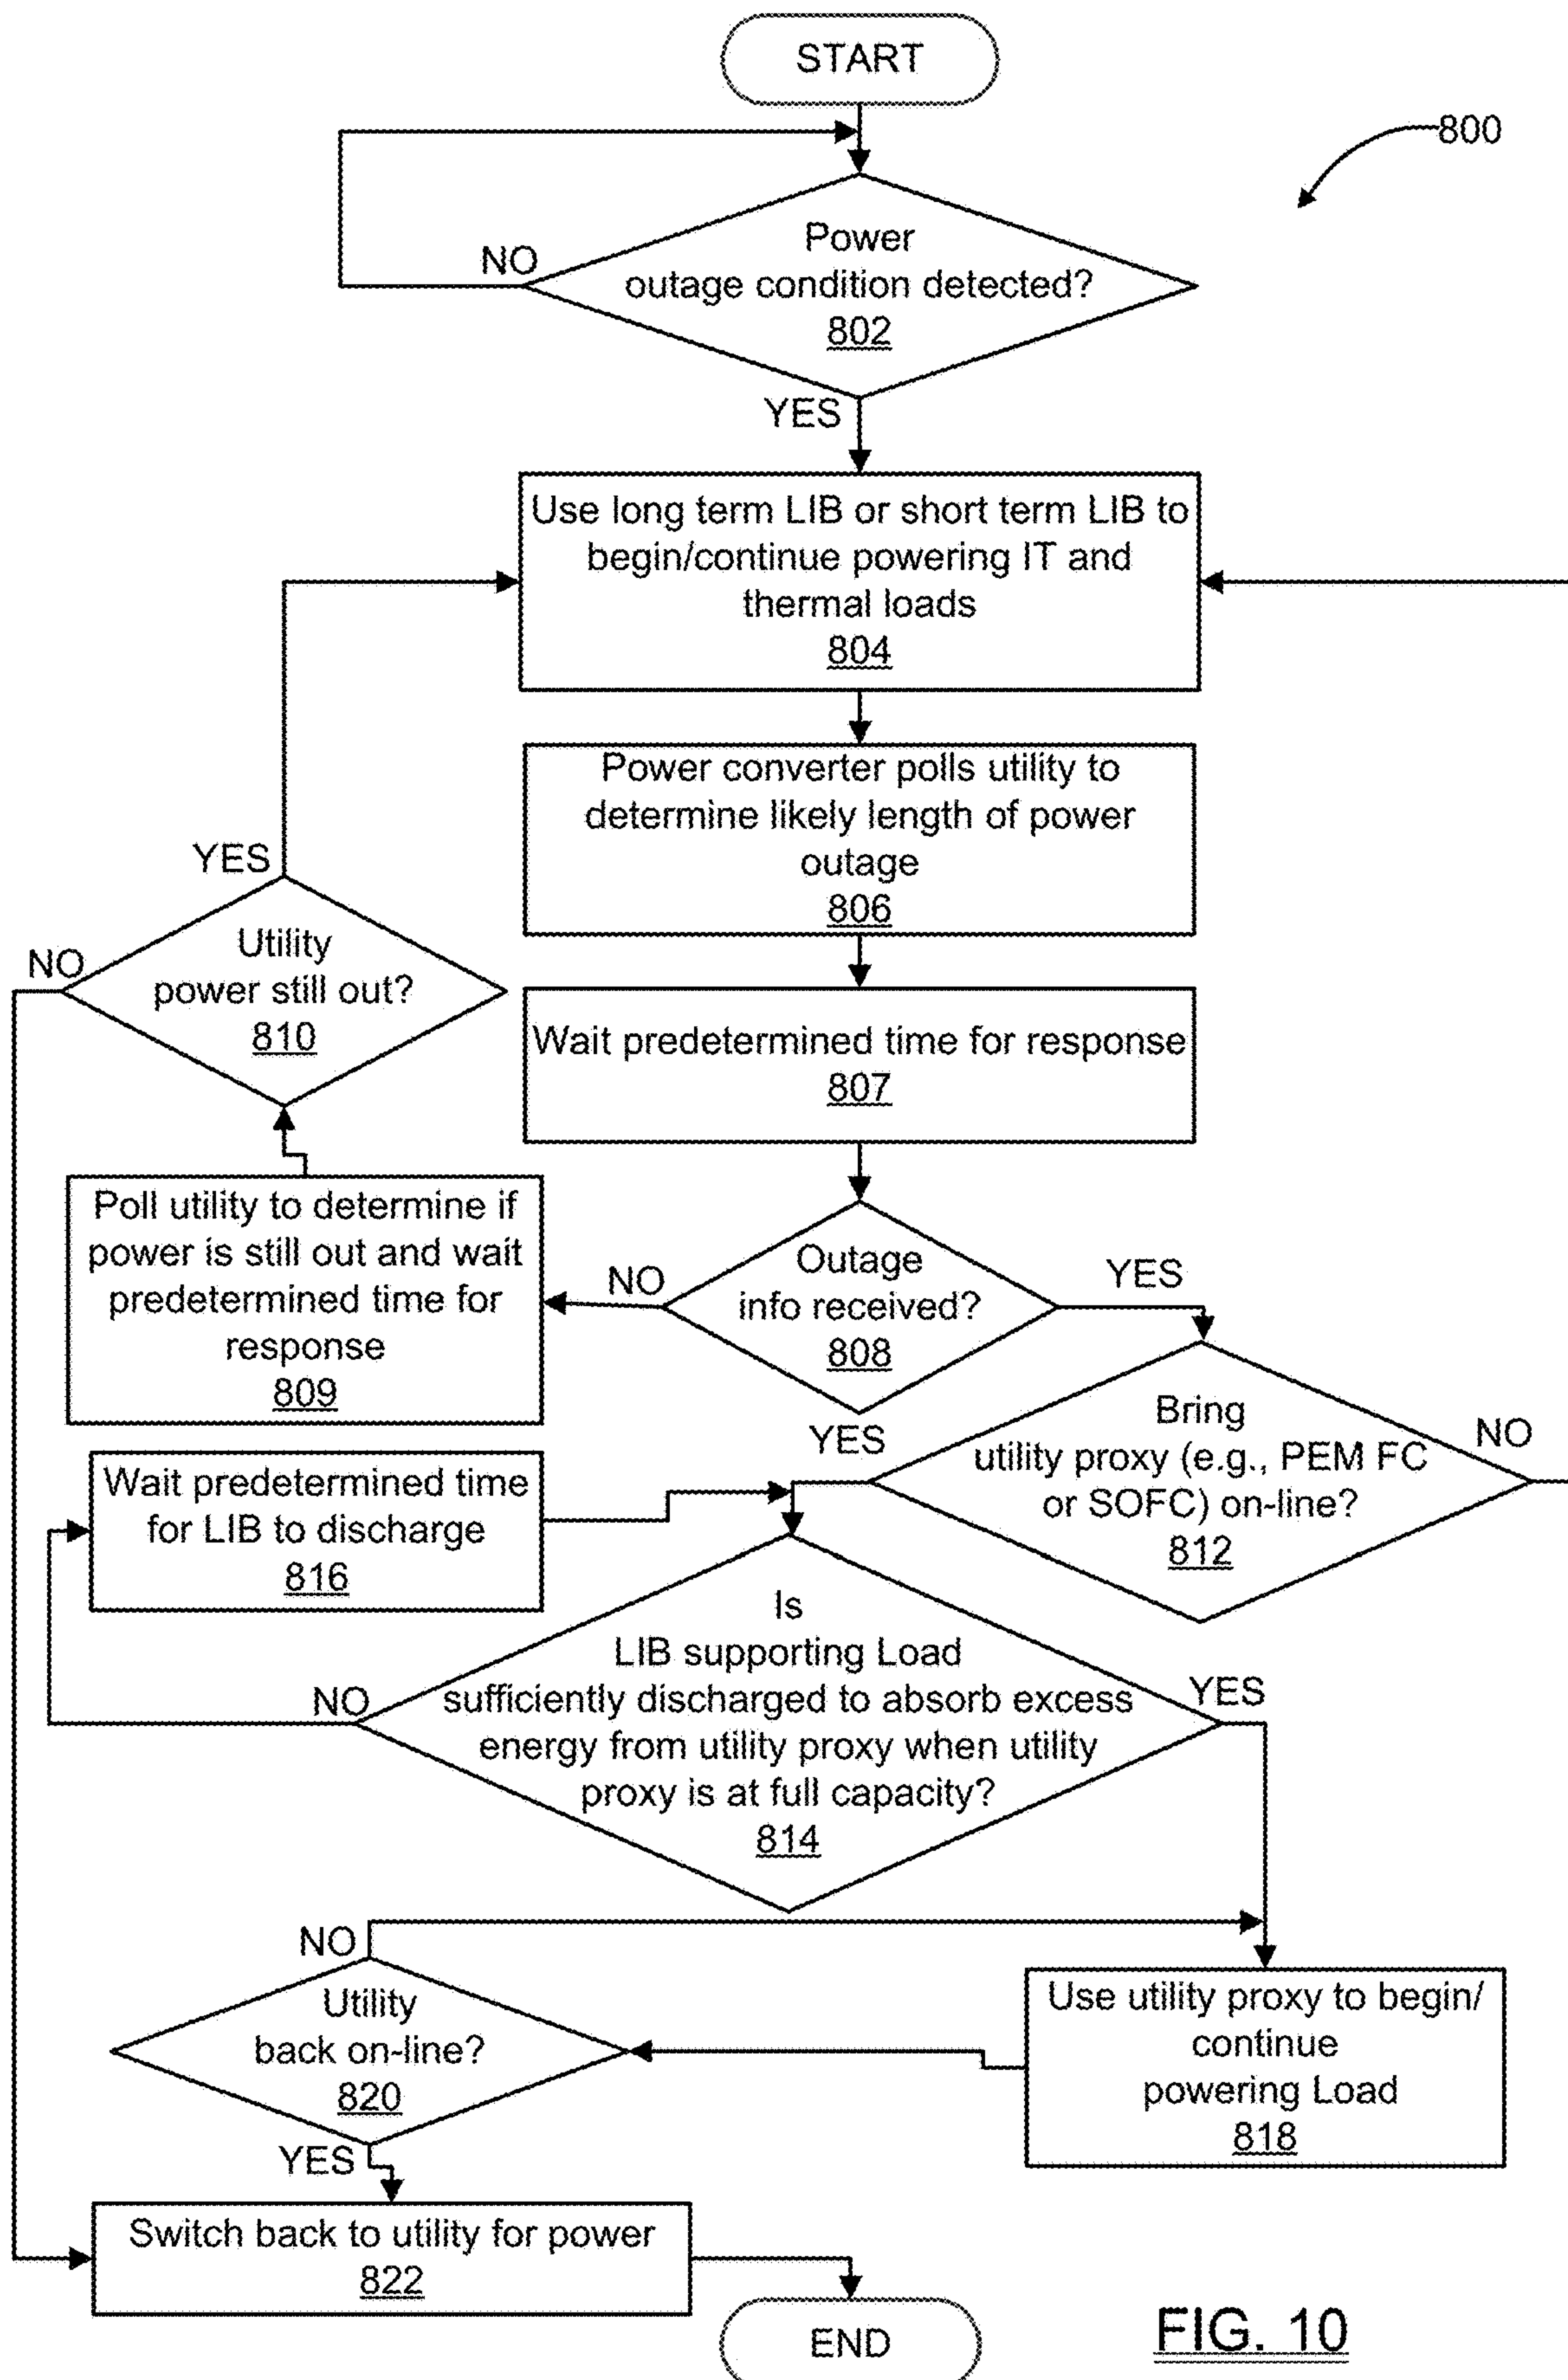 START
800
NO
Power
outage condition detected?
802
YES
Use long term LIB or short term LIB to
begin/continue powering IT and
thermal loads
804
Power converter polls utility to
determine likely length of power
outage
806
YES
NO
Utility
power still out?
810
Wait predetermined time for response
807
Poll utility to determine if
power is still out and wait
predetermined time for
response
809
NO
Outage
info received?
808
YES
YES
Bring
utility proxy (e.g., PEM FC
or SOFC) on-line?
812
NO
Wait predetermined time
for LIB to discharge
816
Is
LIB supporting Load
sufficiently discharged to absorb excess
energy from utility proxy when utility
proxy is at full capacity?
814
NO
YES
NO
Utility
back on-line?
820
YES
Use utility proxy to begin/
continue
powering Load
818
Switch back to utility for power
822
END
FIG. 10